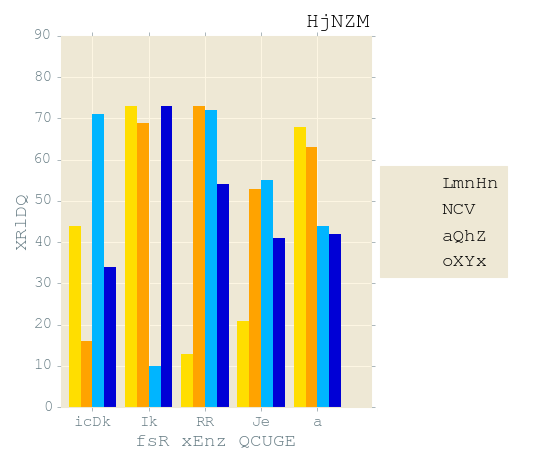 HjNZM
90
80
70
60
50
40
30
20
10
0
XRlDQ
icDk Ik RR Je a
fsR xEnz QCUGE
LmnHn
NCV
aQhZ
oXYx